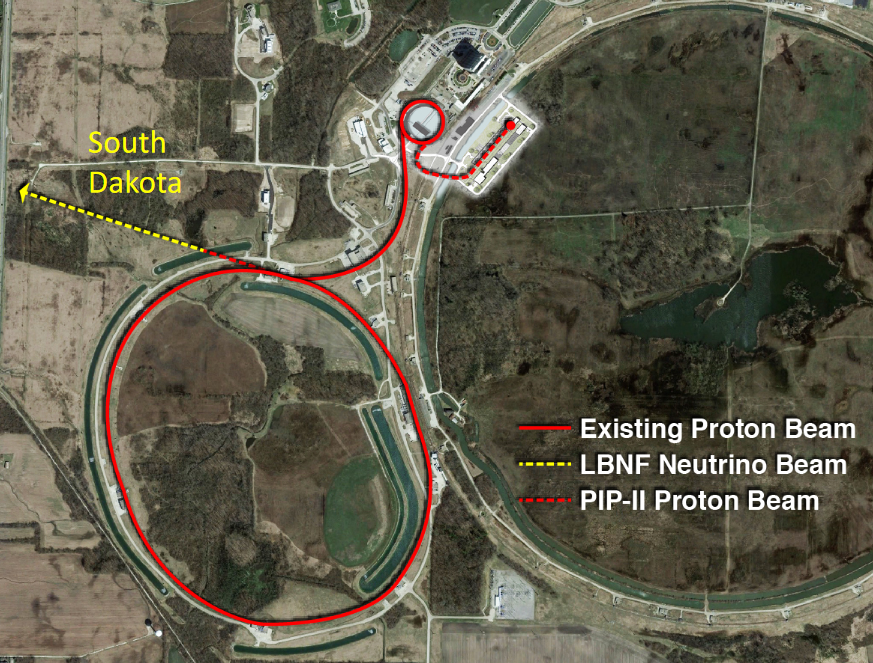 South
Dakota
Existing Proton Beam
LBNF Neutrino Beam
PIP-II Proton Beam